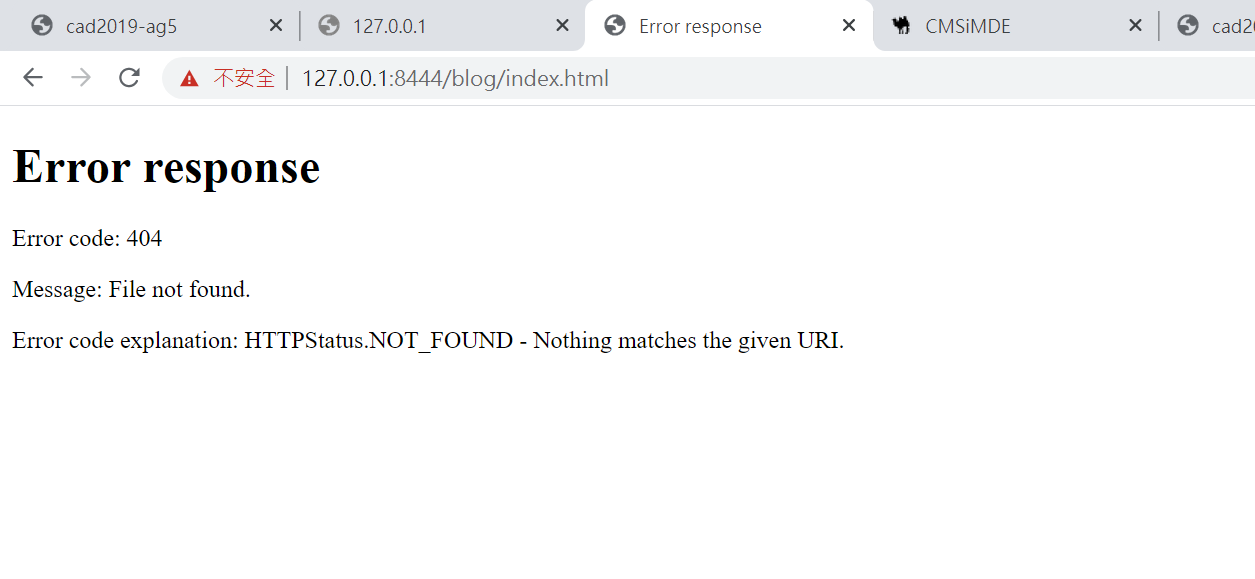 cad2019-ag5
127.0.0.1
Error response
CMSiMDE
不安全 127.0.0.1:8444/blog/index.html
Error response
Error code: 404
Message: File not found.
Error code explanation: HTTPStatus.NOT_FOUND - Nothing matches the given URI.